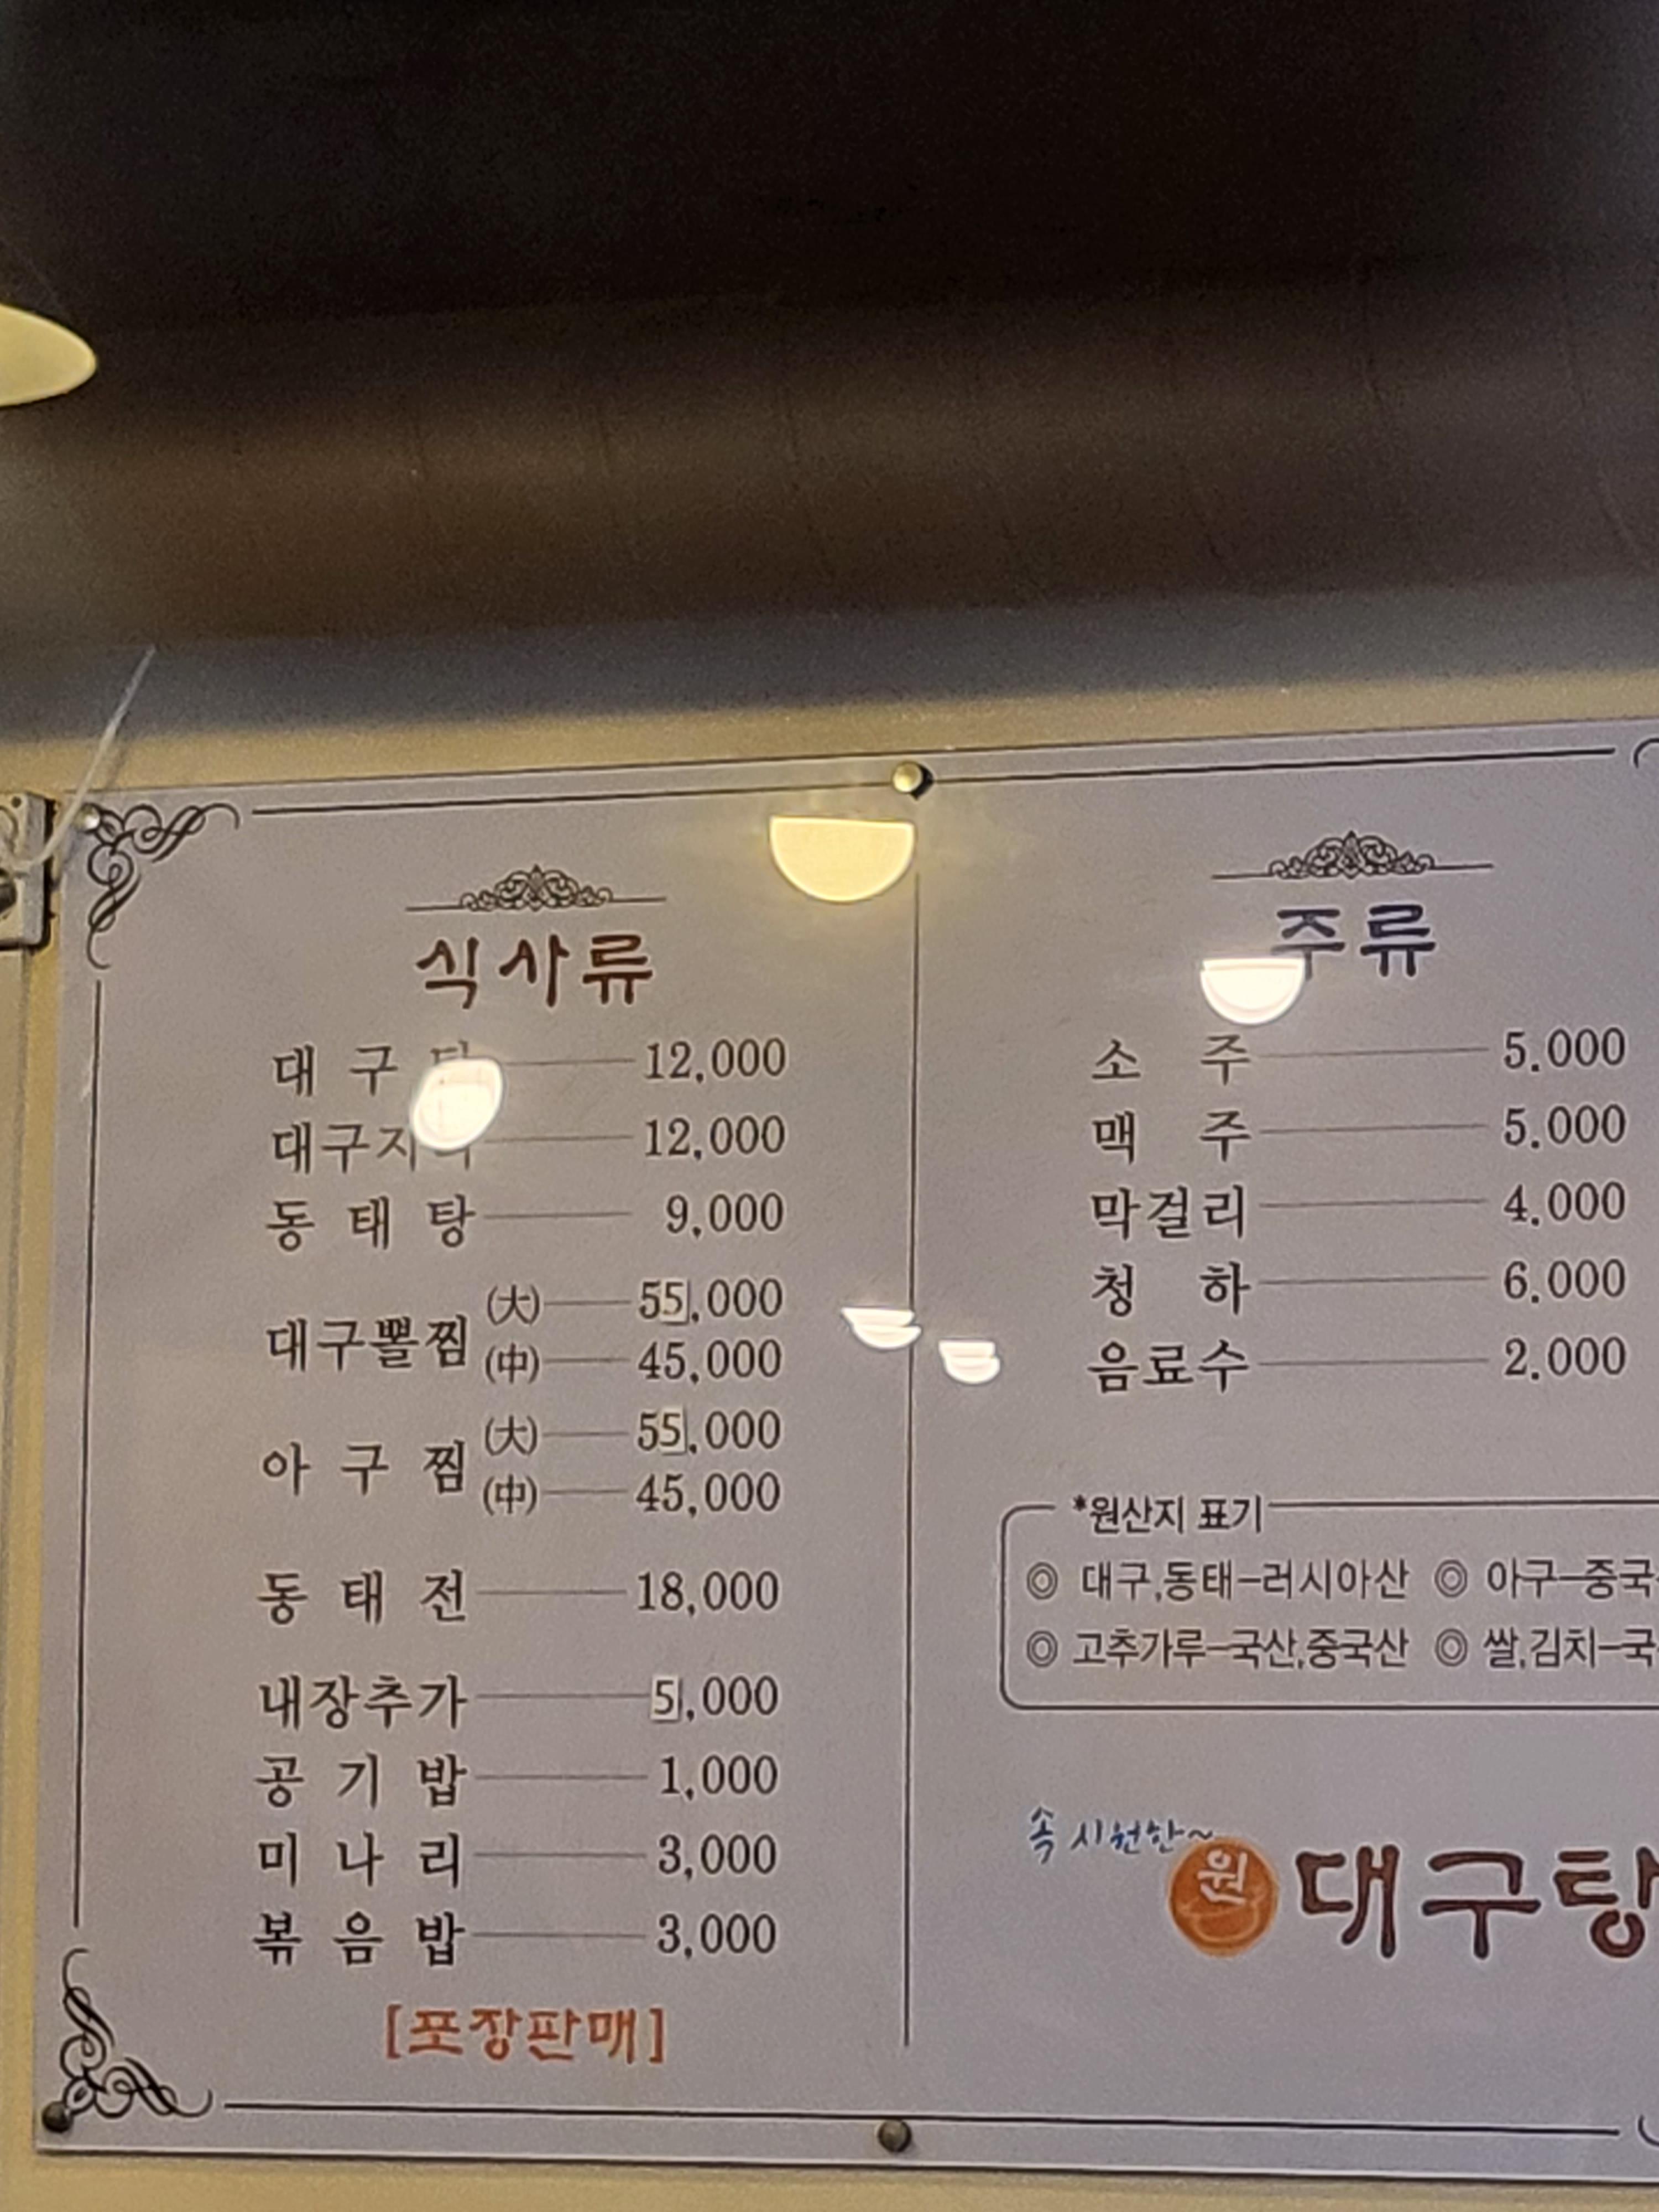 식사류
대 구 12,000
대구 12,000
동 태 탕 9,000
대구뽈찜 (大) 55,000
(中) 45,000
아 구 찜 (大) 55,000
(中) 45,000
동 태 전 18,000
내장추가 5,000
공 기 밥 1,000
미 나 리 3,000
볶 음 밥 3,000
[포장판매]
주류
소 주 5.000
맥 주 5.000
막걸리 4.000
청 하 6.000
음료수 2.000
*원산지 표기
◎ 대구,동태-러시아산 ◎ 아구-중국
◎ 고추가루-국산,중국산 ◎ 쌀,김치-국
속 시원한~
원 대구탕